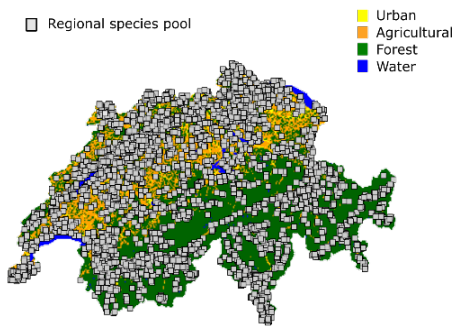 Regional species pool
Urban
Agricultural
Forest
Water